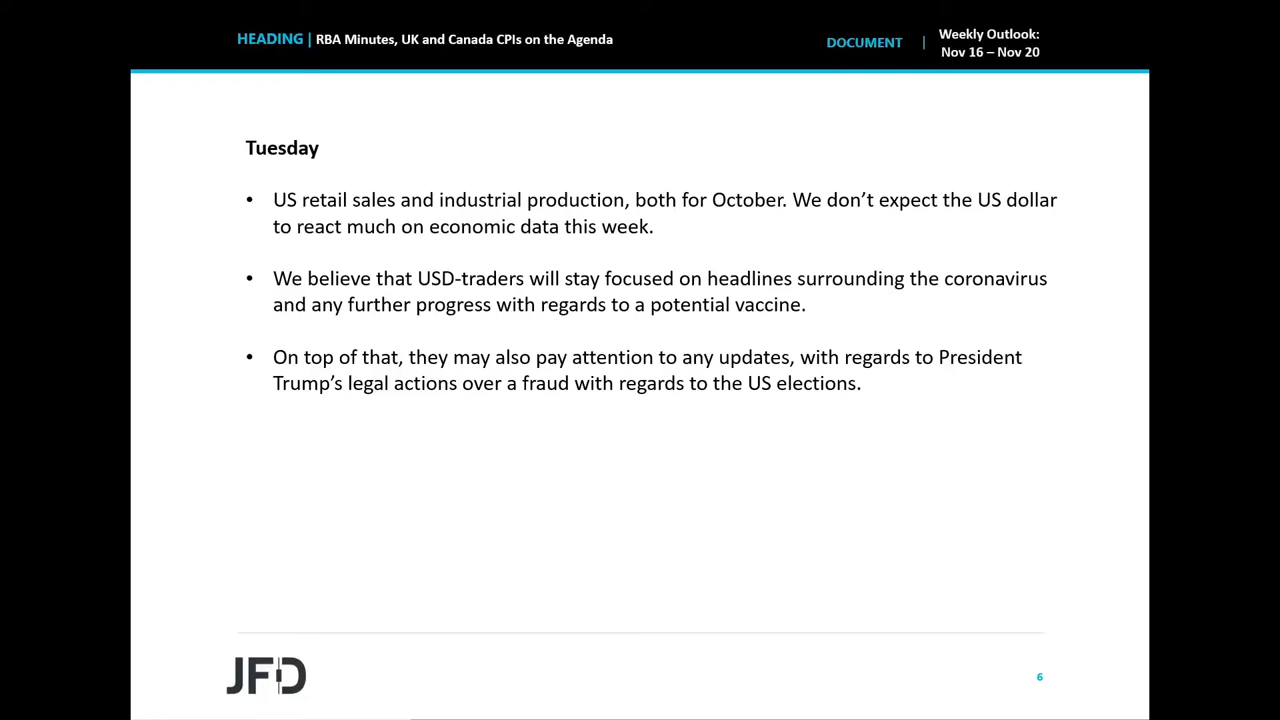 HEADING | RBA Minutes, UK and Canada CPIs on the Agenda
DOCUMENT | Weekly Outlook:
Nov 16 – Nov 20
Tuesday
• US retail sales and industrial production, both for October. We don’t expect the US dollar
to react much on economic data this week.
• We believe that USD-traders will stay focused on headlines surrounding the coronavirus
and any further progress with regards to a potential vaccine.
• On top of that, they may also pay attention to any updates, with regards to President
Trump’s legal actions over a fraud with regards to the US elections.
JFD
6